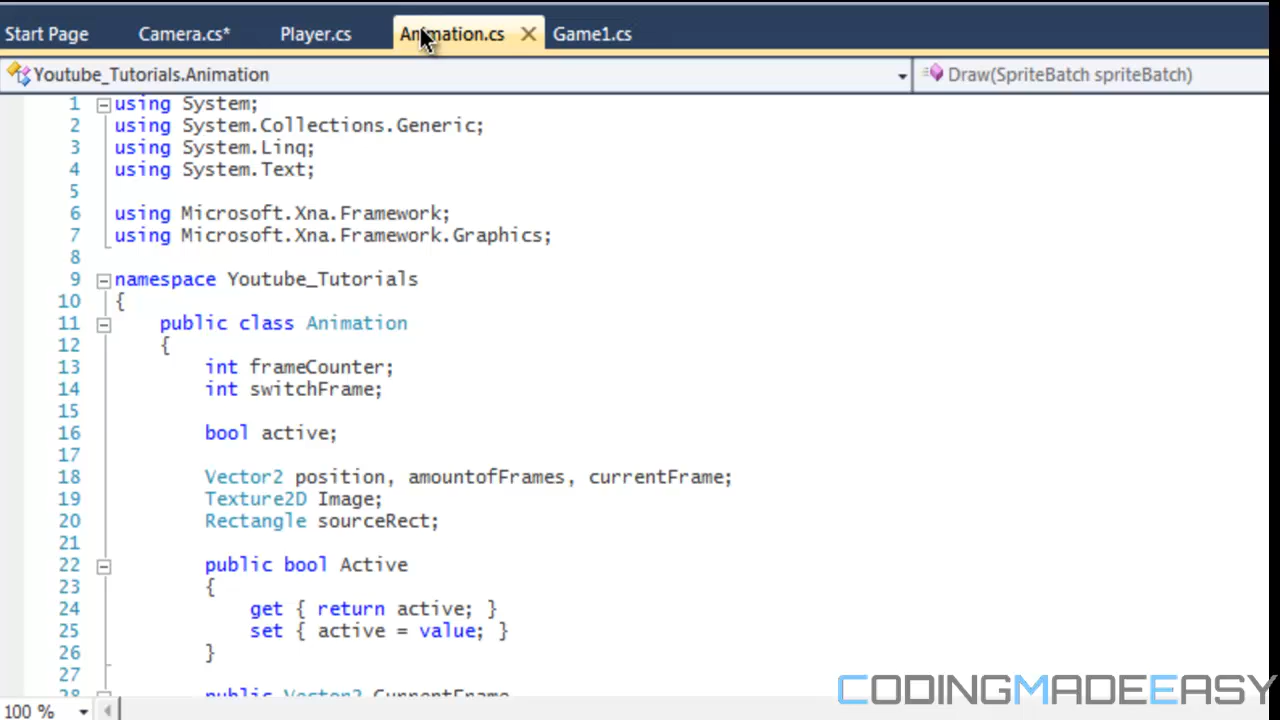 Start Page Camera.cs* Player.cs Animation.cs Game1.cs
Youtube_Tutorials.Animation Draw(SpriteBatch spriteBatch)
1 using System;
2 using System.Collections.Generic;
3 using System.Linq;
4 using System.Text;
5
6 using Microsoft.Xna.Framework;
7 using Microsoft.Xna.Framework.Graphics;
8
9 namespace Youtube_Tutorials
10 {
11 public class Animation
12 {
13 int frameCounter;
14 int switchFrame;
15
16 bool active;
17
18 Vector2 position, amountofFrames, currentFrame;
19 Texture2D Image;
20 Rectangle sourceRect;
21
22 public bool Active
23 {
24 get { return active; }
25 set { active = value; }
26 }
27
28 public Vector2 CurrentFrame
CODINGMADEEASY
100 %